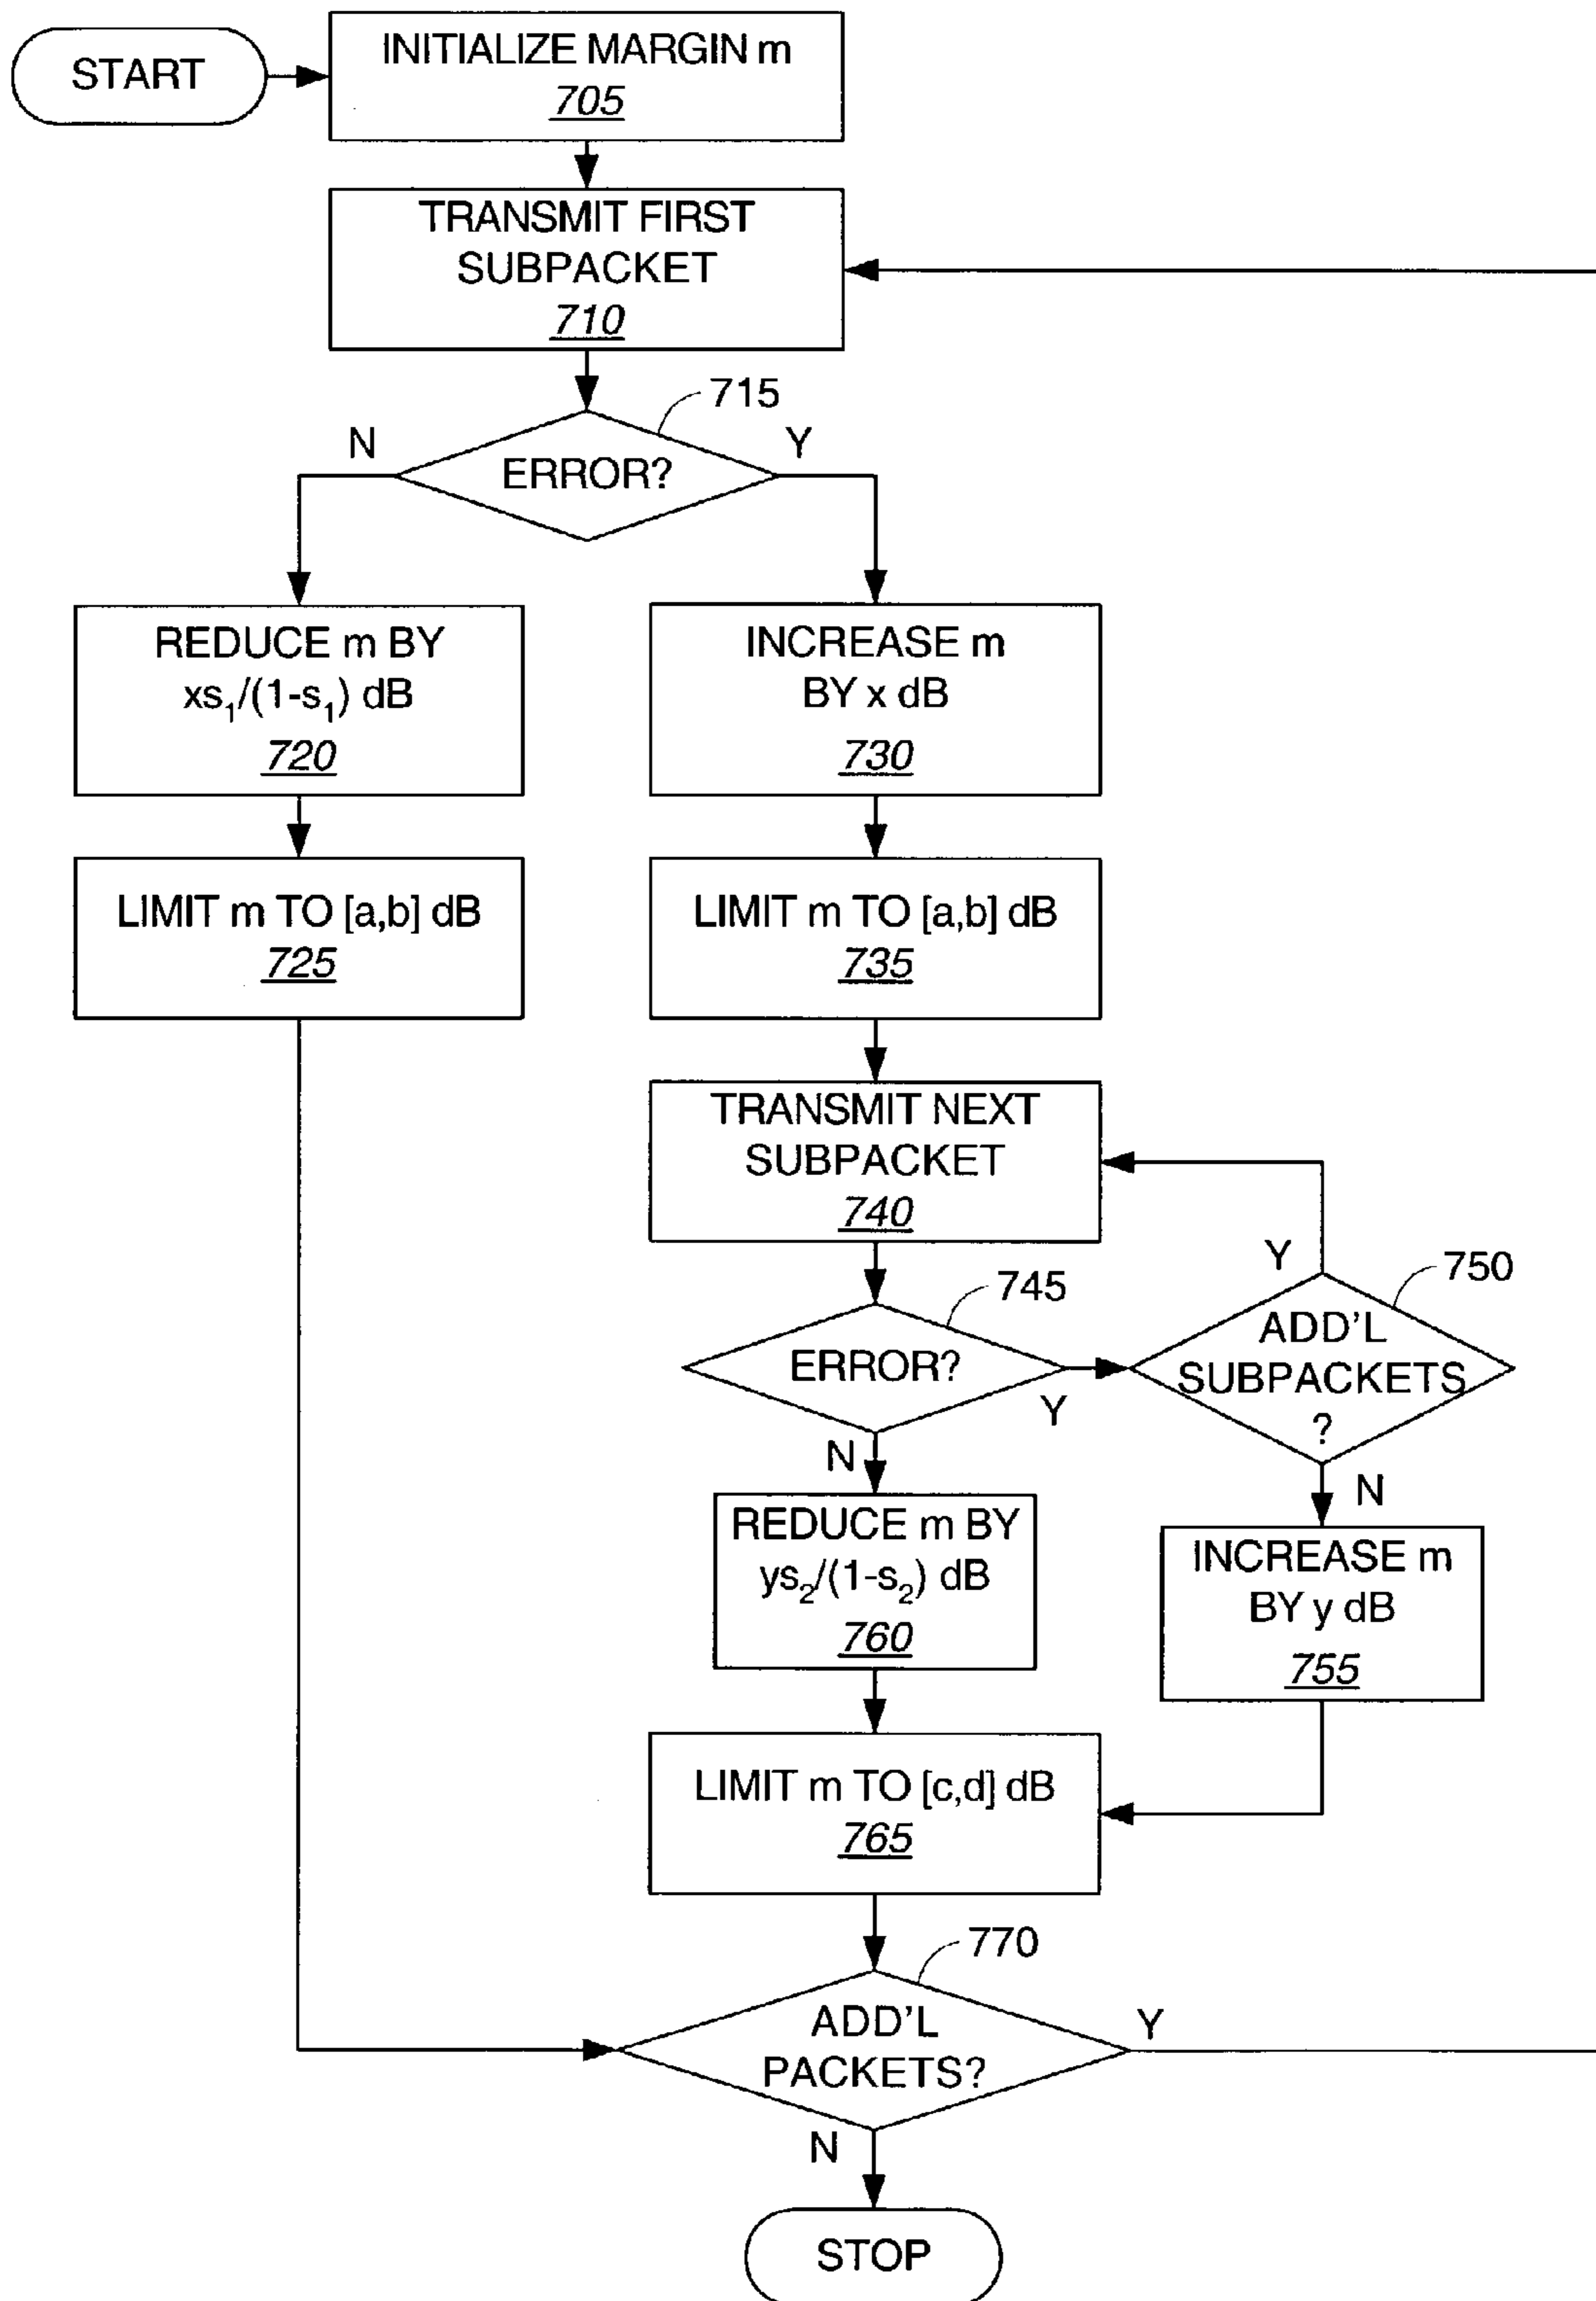 START
INITIALIZE MARGIN m
705
TRANSMIT FIRST
SUBPACKET
710
715
N
Y
ERROR?
REDUCE m BY
xs₁/(1-s₁) dB
720
INCREASE m
BY x dB
730
LIMIT m TO [a,b] dB
725
LIMIT m TO [a,b] dB
735
TRANSMIT NEXT
SUBPACKET
740
745
ERROR?
Y
N
Y
750
ADD'L
SUBPACKETS
?
N
REDUCE m BY
ys₂/(1-s₂) dB
760
INCREASE m
BY y dB
755
LIMIT m TO [c,d] dB
765
770
ADD'L
PACKETS?
Y
N
STOP